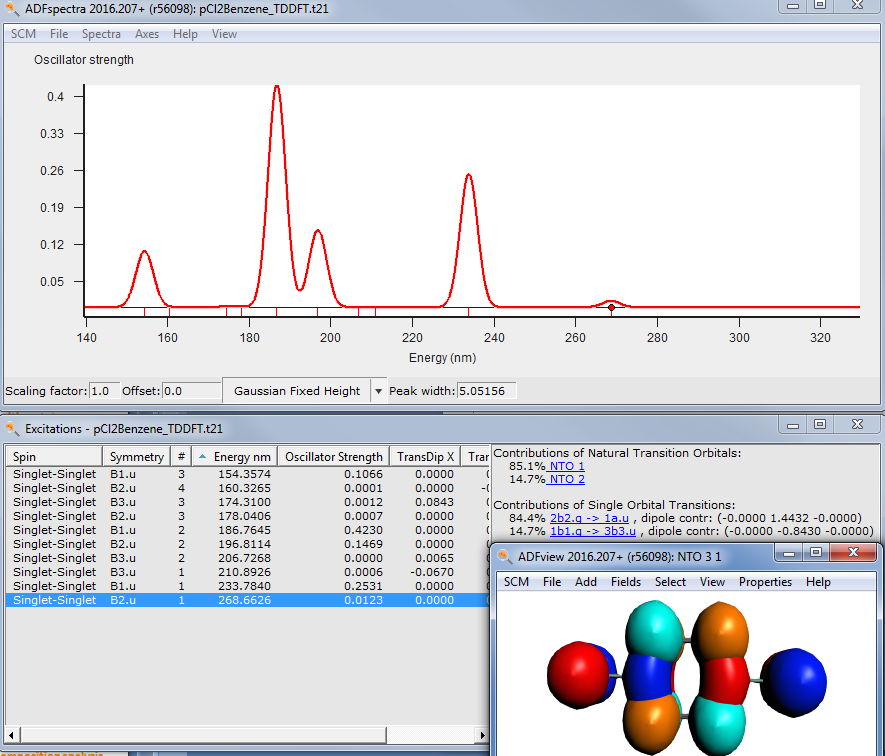 ADFspectra 2016.207+ (r56098): pCl2Benzene_TDDFT.t21
SCM File Spectra Axes Help View
Oscillator strength
0.4
0.33
0.26
0.19
0.12
0.05
140 160 180 200 220 240 260 280 300 320
Energy (nm)
Scaling factor: 1.0 Offset: 0.0 Gaussian Fixed Height Peak width: 5.05156
Excitations - pCl2Benzene_TDDFT.t21
Spin Symmetry # Energy nm Oscillator Strength TransDip X Tran
Singlet-Singlet B1.u 3 154.3574 0.1066 0.0000
Singlet-Singlet B2.u 4 160.3265 0.0001 0.0000
Singlet-Singlet B3.u 3 174.3100 0.0012 0.0843
Singlet-Singlet B2.u 3 178.0406 0.0007 0.0000
Singlet-Singlet B1.u 2 186.7645 0.4230 0.0000
Singlet-Singlet B2.u 2 196.8114 0.1469 0.0000
Singlet-Singlet B3.u 2 206.7268 0.0000 0.0065
Singlet-Singlet B3.u 1 210.8926 0.0006 -0.0670
Singlet-Singlet B1.u 1 233.7840 0.2531 0.0000
Singlet-Singlet B2.u 1 268.6626 0.0123 0.0000
Contributions of Natural Transition Orbitals:
85.1% NTO 1
14.7% NTO 2
Contributions of Single Orbital Transitions:
84.4% 2b2.g -> 1a.u , dipole contr: (-0.0000 1.4432 -0.0000)
14.7% 1b1.g -> 3b3.u , dipole contr: (-0.0000 -0.8430 -0.0000)
ADFview 2016.207+ (r56098): NTO 3 1
SCM File Add Fields Select View Properties Help